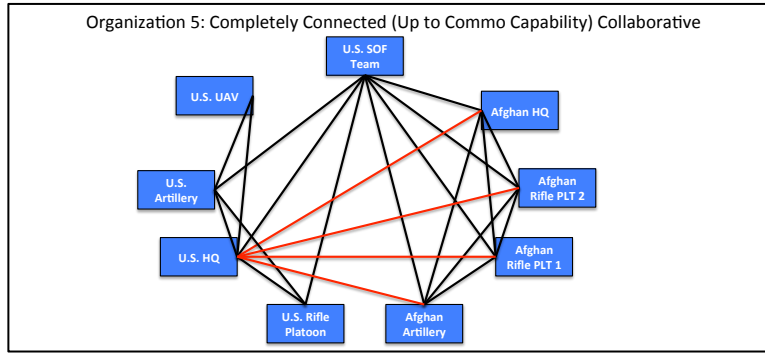 Organization 5: Completely Connected (Up to Commo Capability) Collaborative
U.S. SOF
Team
U.S. UAV
Afghan HQ
U.S.
Artillery
Afghan
Rifle PLT 2
U.S. HQ
Afghan
Rifle PLT 1
U.S. Rifle
Platoon
Afghan
Artillery